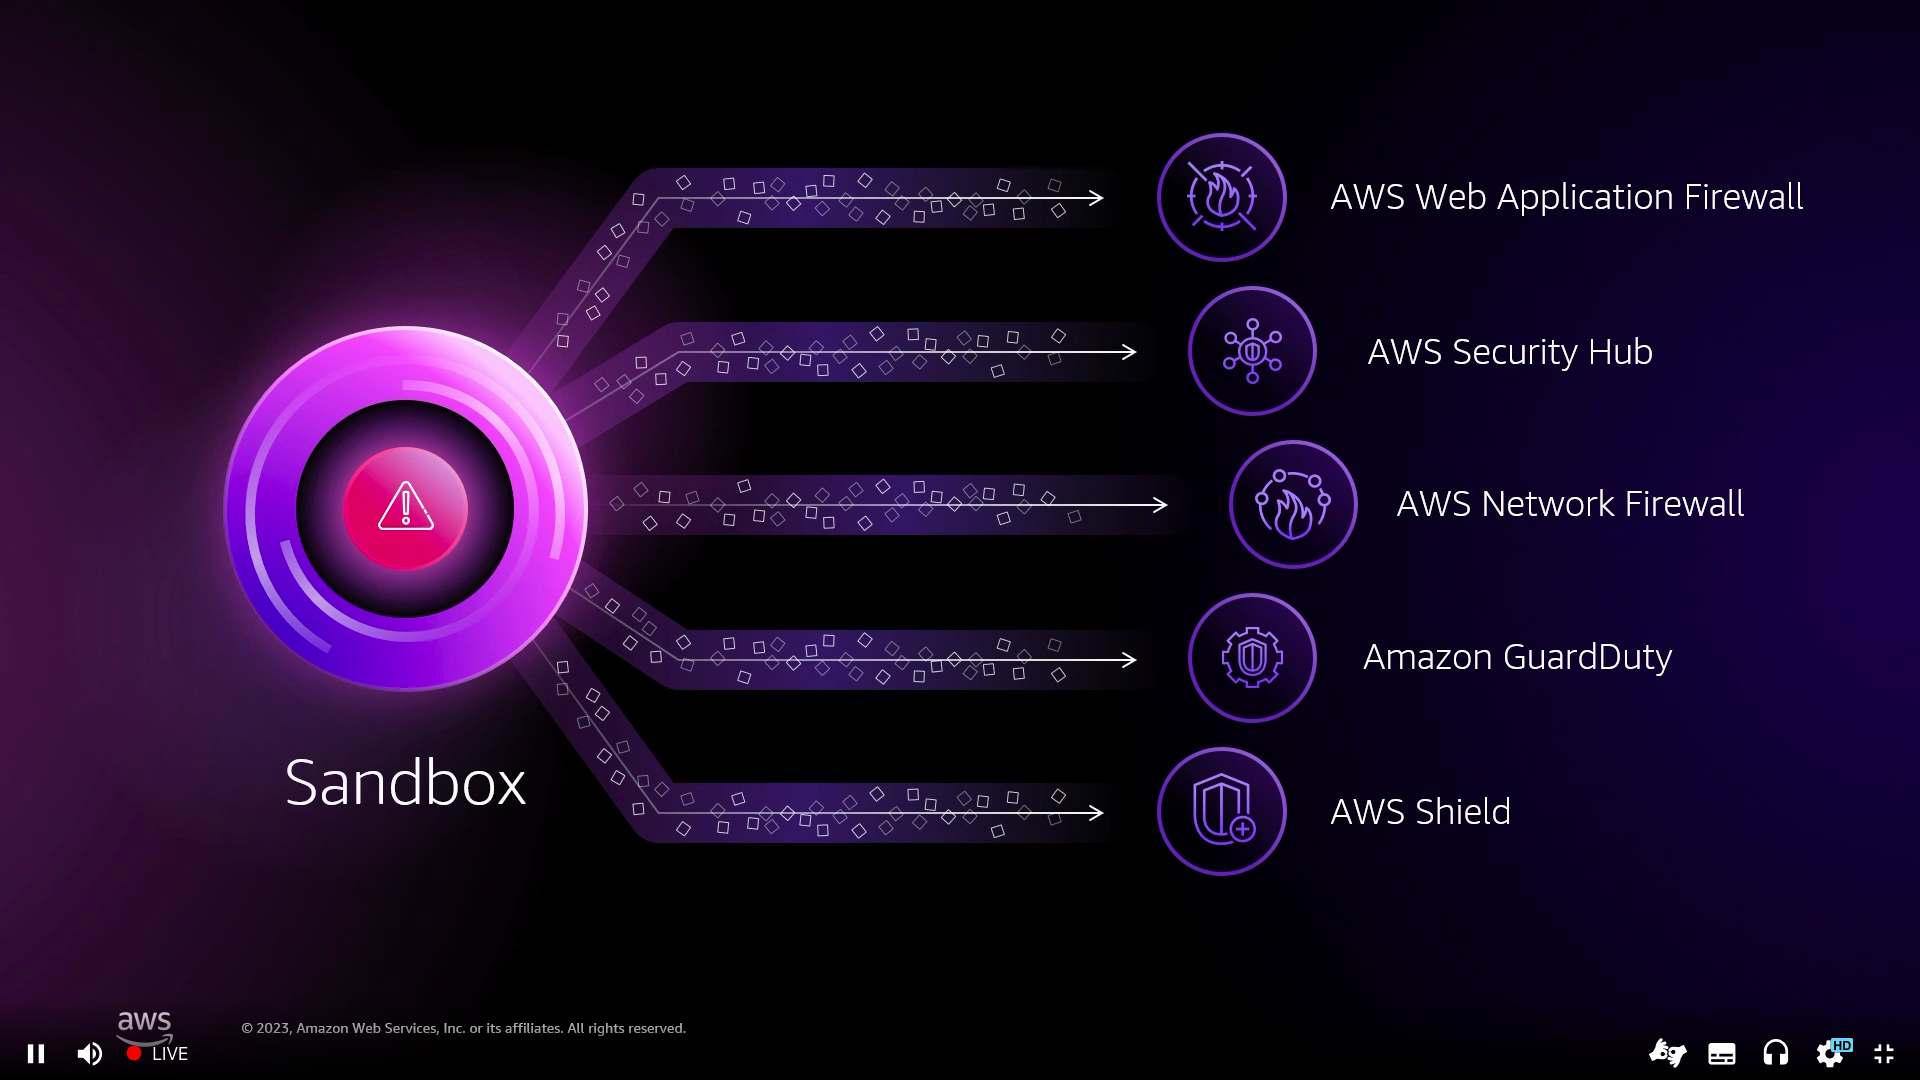 AWS Web Application Firewall
AWS Security Hub
AWS Network Firewall
Amazon GuardDuty
AWS Shield
Sandbox
aws
© 2023, Amazon Web Services, Inc. or its affiliates. All rights reserved.
LIVE
HD